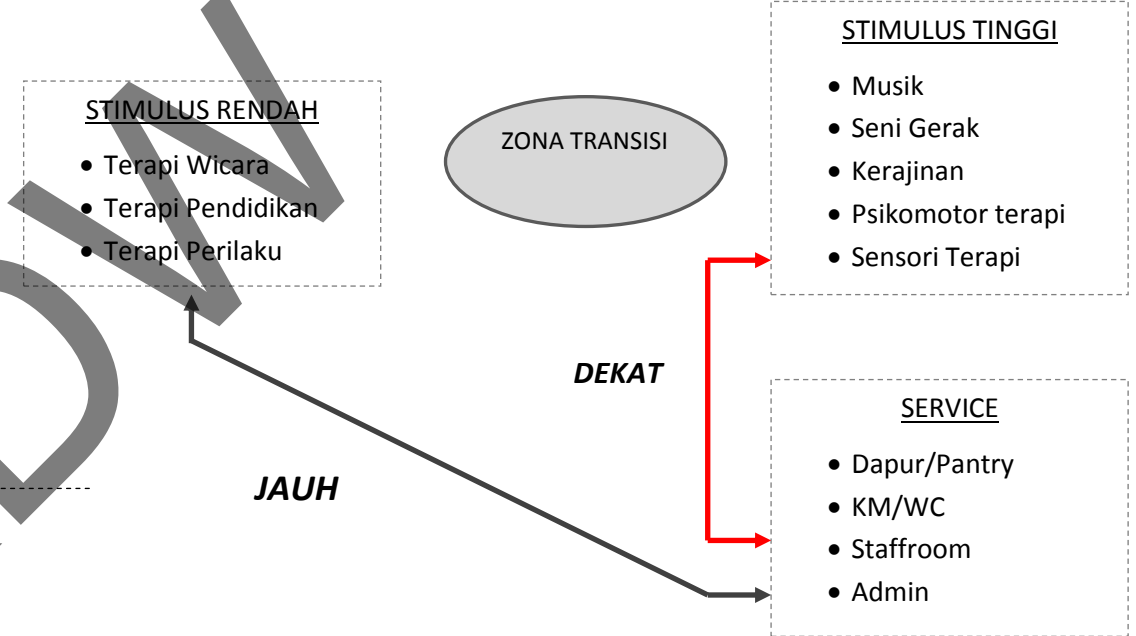 STIMULUS RENDAH
• Terapi Wicara
• Terapi Pendidikan
• Terapi Perilaku
ZONA TRANSISI
STIMULUS TINGGI
• Musik
• Seni Gerak
• Kerajinan
• Psikomotor terapi
• Sensori Terapi
DEKAT
JAUH
SERVICE
• Dapur/Pantry
• KM/WC
• Staffroom
• Admin
DW